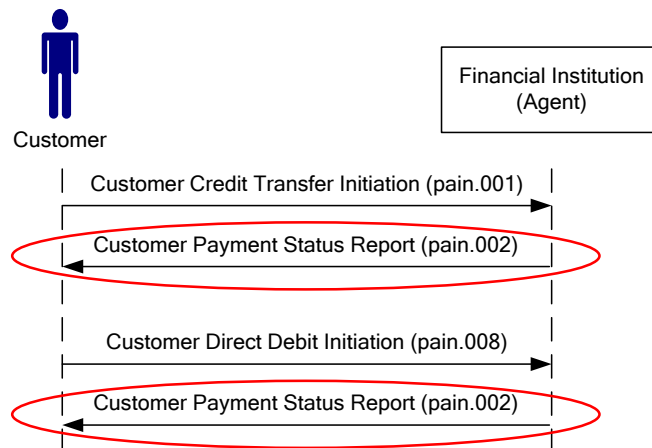 Financial Institution
(Agent)
Customer
Customer Credit Transfer Initiation (pain.001)
Customer Payment Status Report (pain.002)
Customer Direct Debit Initiation (pain.008)
Customer Payment Status Report (pain.002)